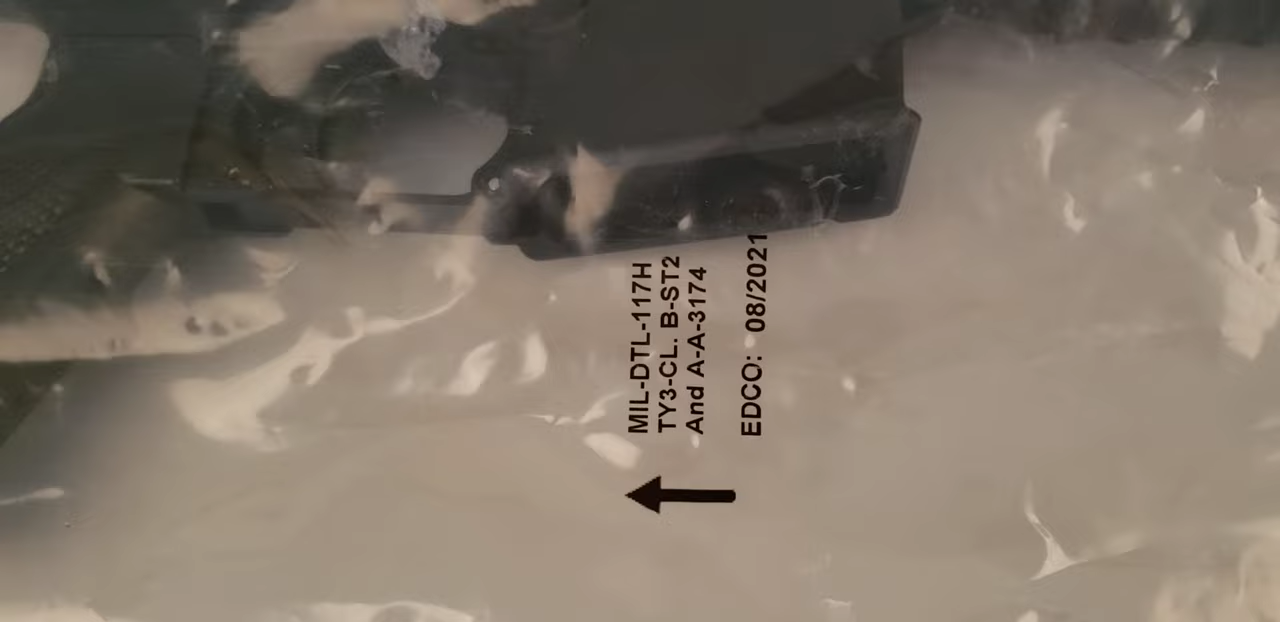 MIL-DTL-117H
TY3-CL. B-ST2
And A-A-3174
EDCO: 08/2021